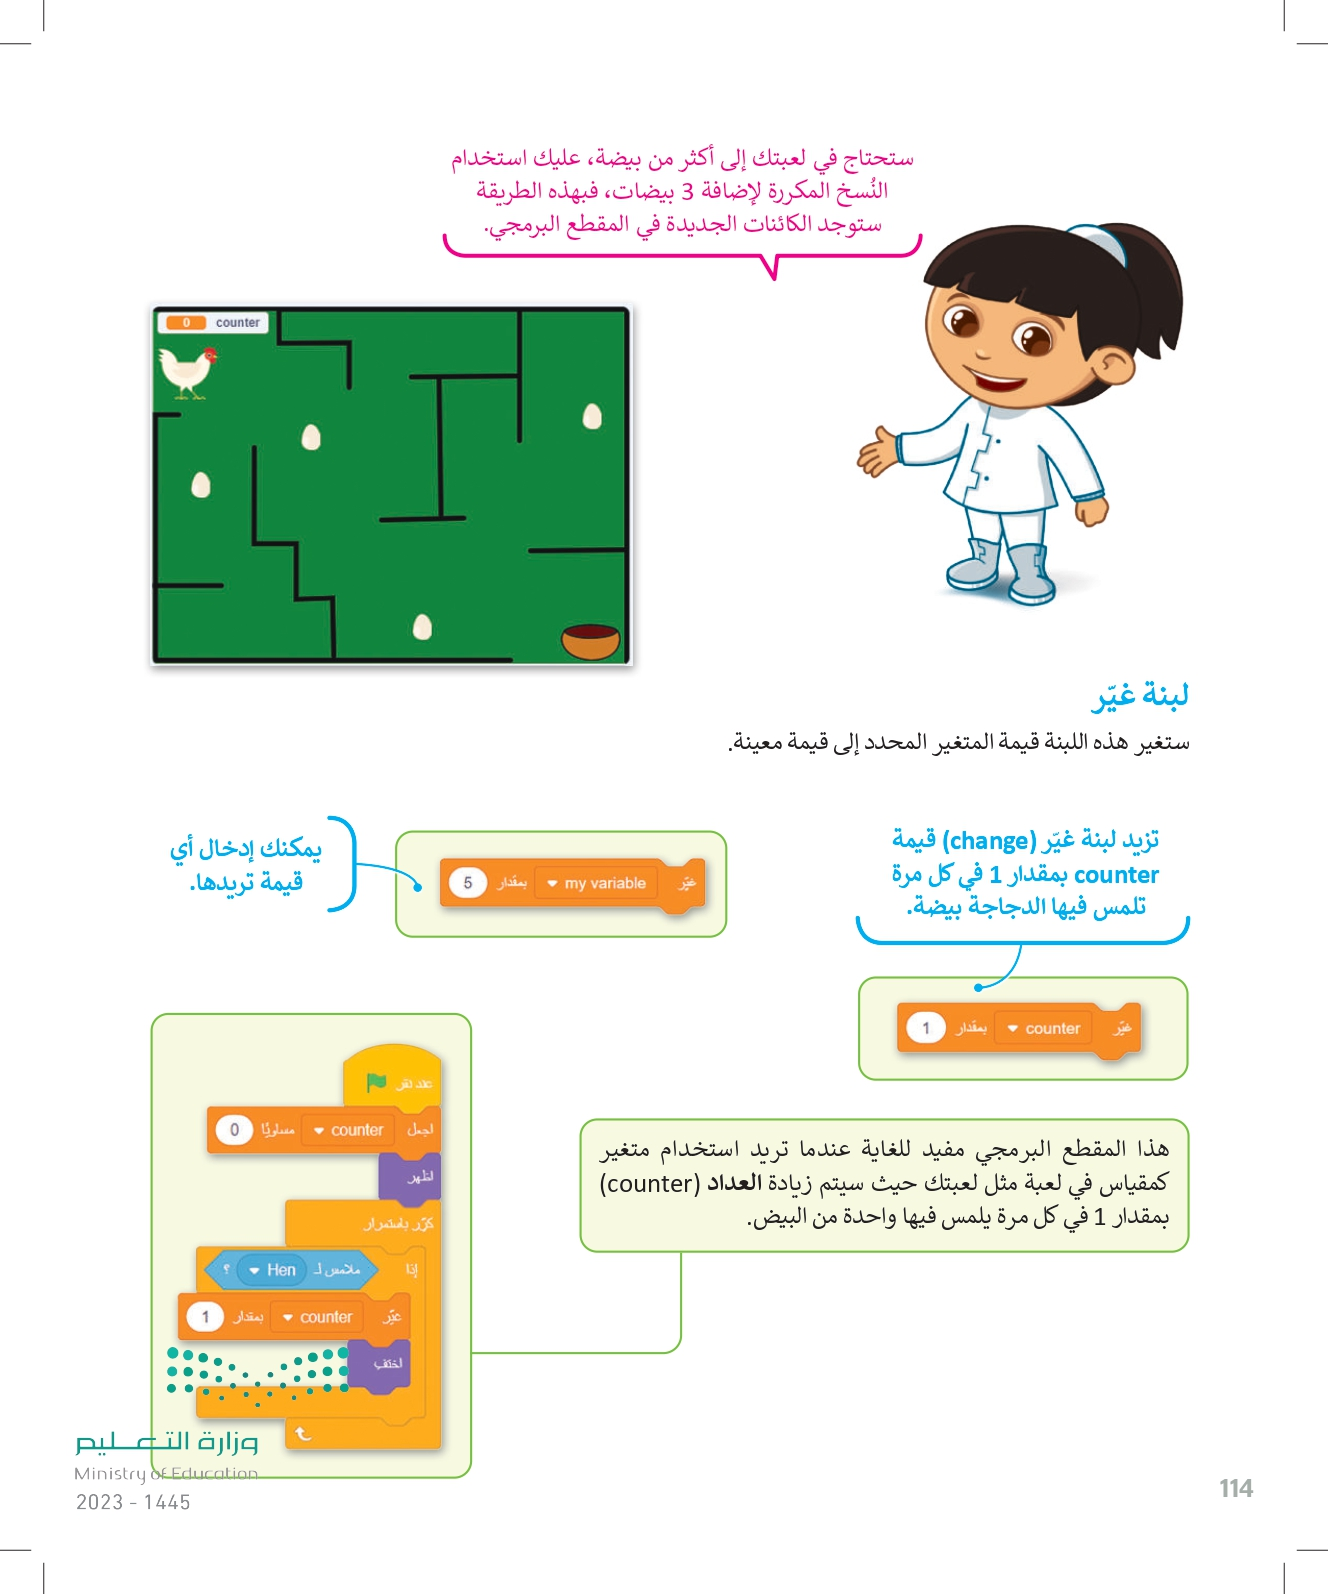 ستحتاج في لعبتك إلى أكثر من بيضة، عليك استخدام
النُسخ المكررة لإضافة 3 بيضات، فبهذه الطريقة
ستوجد الكائنات الجديدة في المقطع البرمجي.
0 counter
لبنة غيّر
ستغير هذه اللبنة قيمة المتغير المحدد إلى قيمة معينة.
تزيد لبنة غيّر (change) قيمة
counter بمقدار 1 في كل مرة
تلمس فيها الدجاجة بيضة.
غيّر counter بمقدار 1
يمكنك إدخال أي
قيمة تريدها.
غيّر my variable بمقدار 5
هذا المقطع البرمجي مفيد للغاية عندما تريد استخدام متغير
كمقياس في لعبة مثل لعبتك حيث سيتم زيادة العداد (counter)
بمقدار 1 في كل مرة يلمس فيها واحدة من البيض.
عند نقر
اجعل counter مساويًا 0
اظهر
كرّر باستمرار
إذا ملامس لـ Hen ؟
غيّر counter بمقدار 1
اختفِ
وزارة التعليم
Ministry of Education
2023 - 1445
114